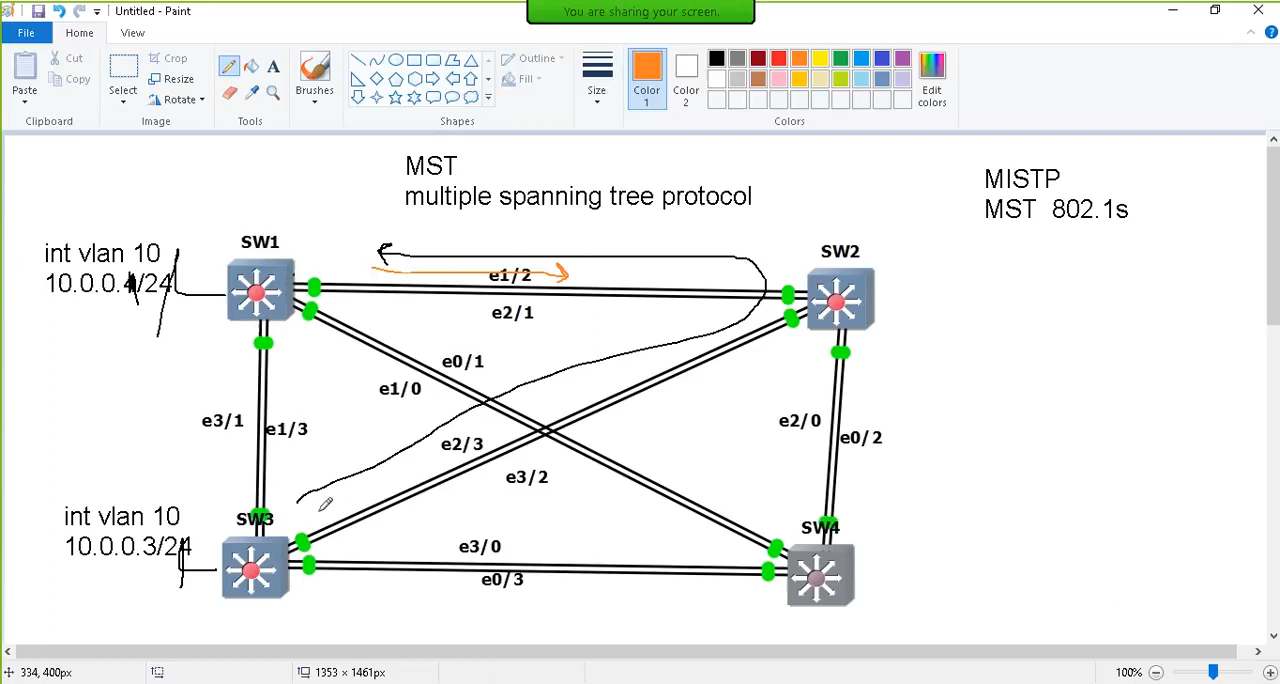 You are sharing your screen.
Untitled - Paint
File
Home
View
Paste
Cut
Copy
Clipboard
Select
Crop
Resize
Rotate
Image
A
Tools
Brushes
Outline
Fill
Shapes
Size
Color
1
Color
2
Edit
colors
Colors
MST
multiple spanning tree protocol
MISTP
MST 802.1s
int vlan 10
10.0.0. /24
SW1
SW2
e1/2
e2/1
e0/1
e1/0
e3/1
e1/3
e2/3
e3/2
e2/0
e0/2
int vlan 10
10.0.0.3/24
SW3
SW4
e3/0
e0/3
334, 400px
1353 × 1461px
100%